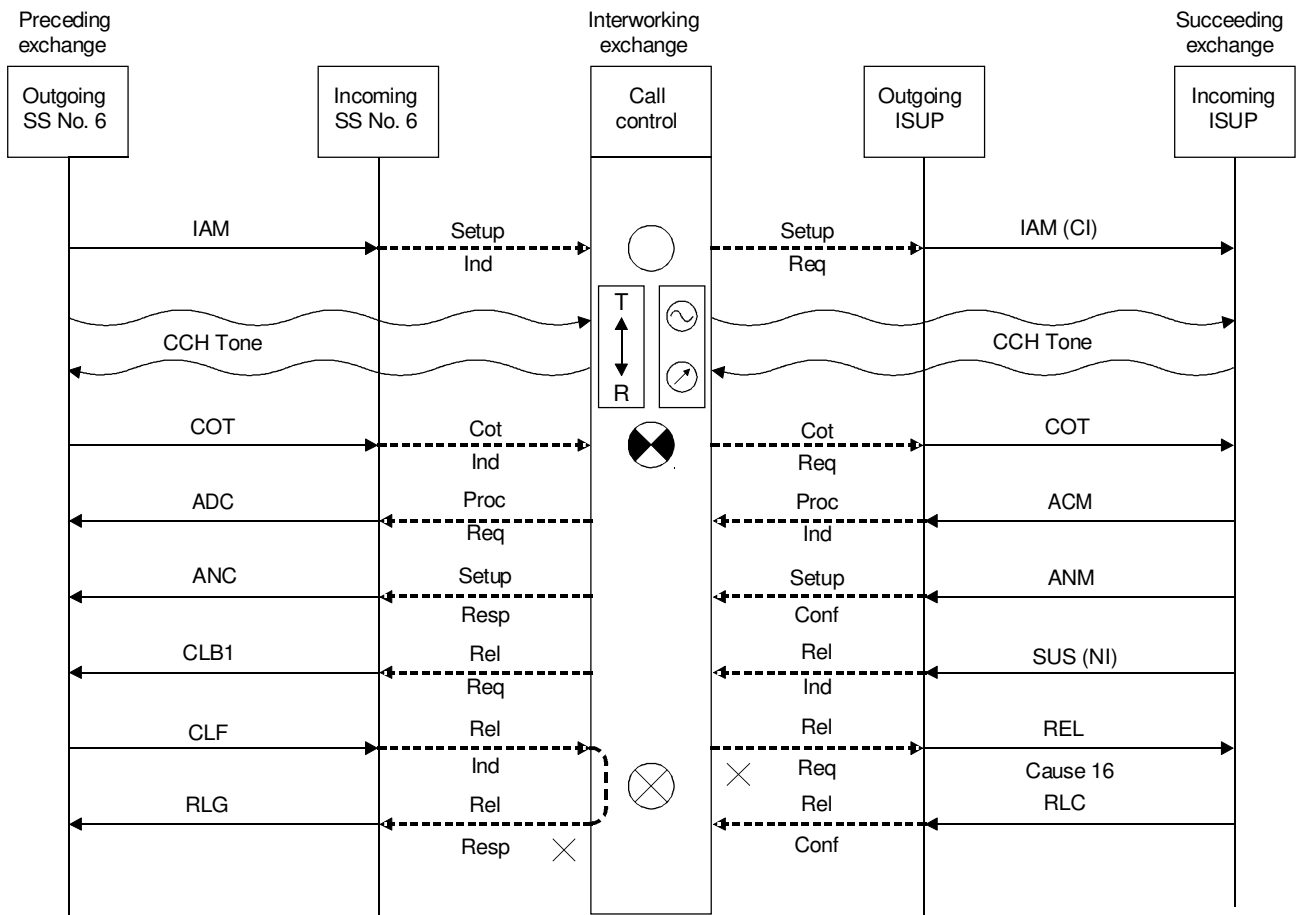 Preceding
exchange
Interworking
exchange
Succeeding
exchange
Outgoing
SS No. 6
Incoming
SS No. 6
Call
control
Outgoing
ISUP
Incoming
ISUP
IAM
Setup
Ind
Setup
Req
IAM (CI)
CCH Tone
T
R
CCH Tone
COT
Cot
Ind
Cot
Req
COT
ADC
Proc
Req
Proc
Ind
ACM
ANC
Setup
Resp
Setup
Conf
ANM
CLB1
Rel
Req
Rel
Ind
SUS (NI)
CLF
Rel
Ind
Rel
Req
REL
Cause 16
RLG
Rel
Resp
Rel
Conf
RLC